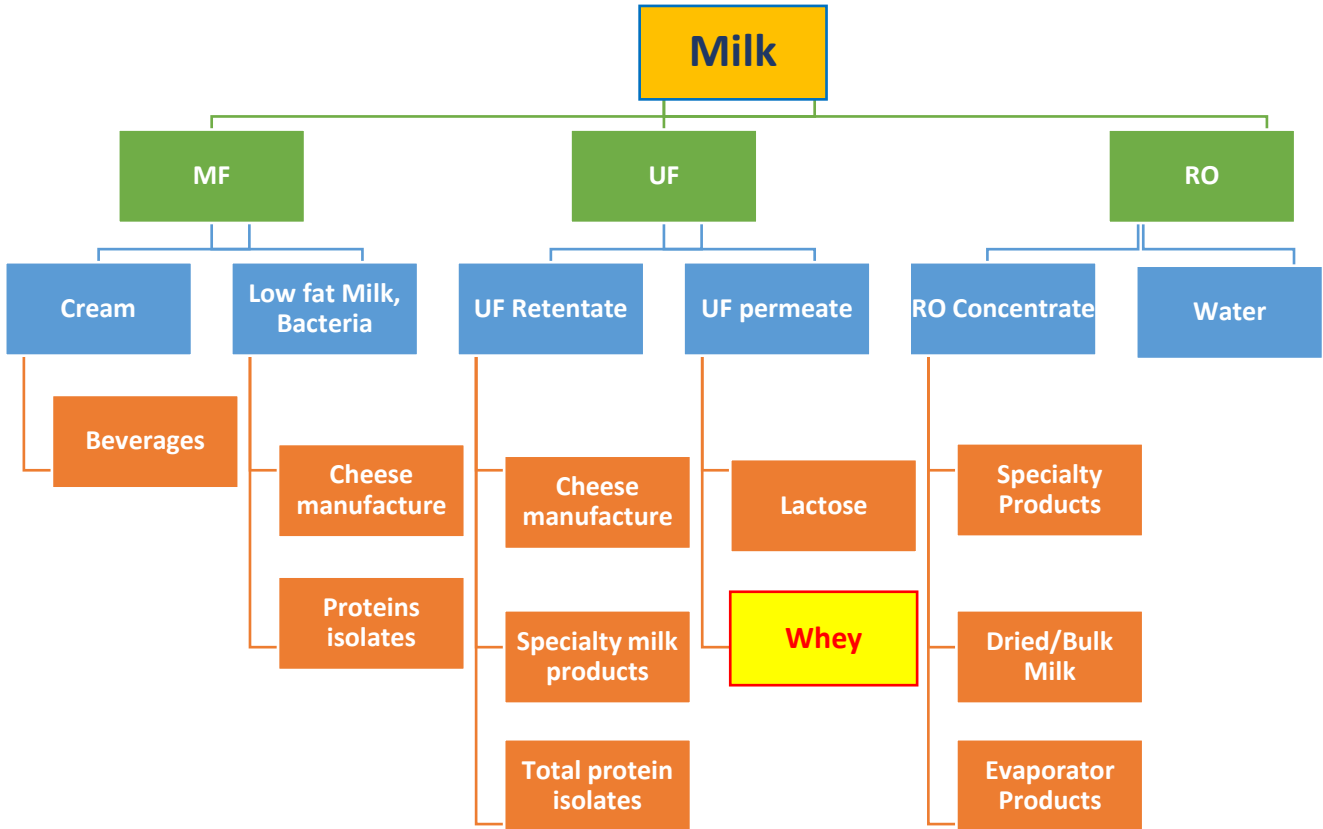 Milk
MF
UF
RO
Cream
Low fat Milk,
Bacteria
UF Retentate
UF permeate
RO Concentrate
Water
Beverages
Cheese
manufacture
Proteins
isolates
Cheese
manufacture
Specialty milk
products
Total protein
isolates
Lactose
Whey
Specialty
Products
Dried/Bulk
Milk
Evaporator
Products